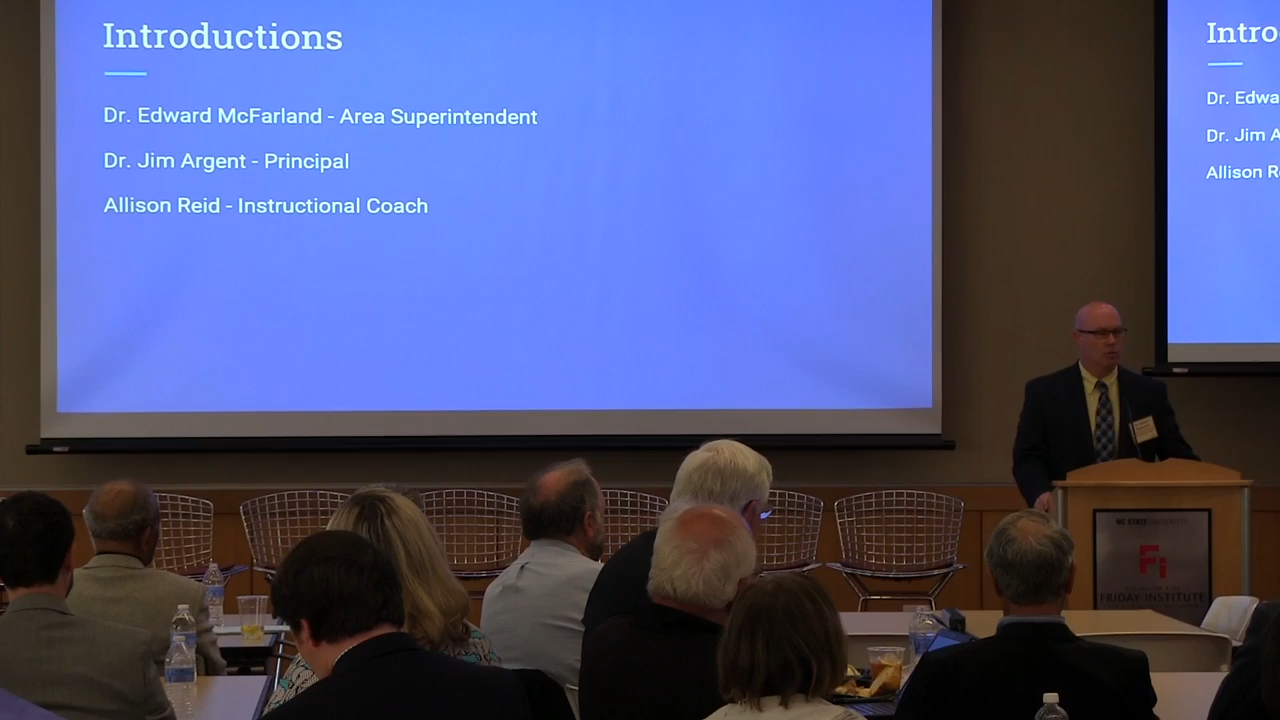 Introductions
Dr. Edward McFarland - Area Superintendent
Dr. Jim Argent - Principal
Allison Reid - Instructional Coach
Intro
Dr. Edwa
Dr. Jim A
Allison R
NC STATE UNIVERSITY
Fi
FRIDAY INSTITUTE